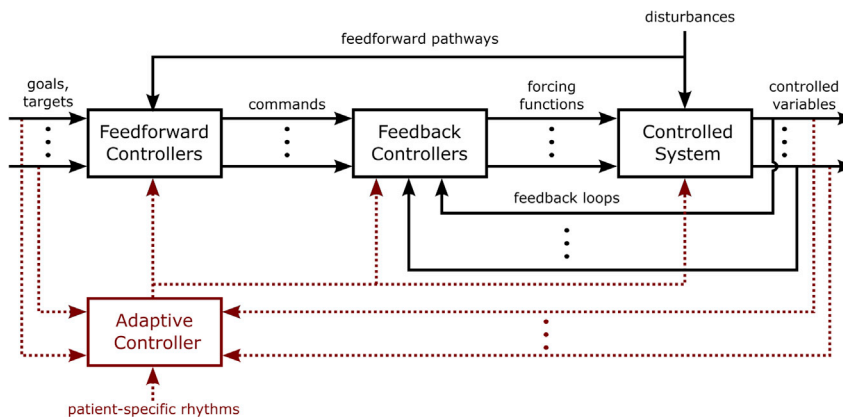 disturbances
feedforward pathways
goals,
targets
commands
forcing
functions
controlled
variables
Feedforward
Controllers
Feedback
Controllers
Controlled
System
feedback loops
Adaptive
Controller
patient-specific rhythms